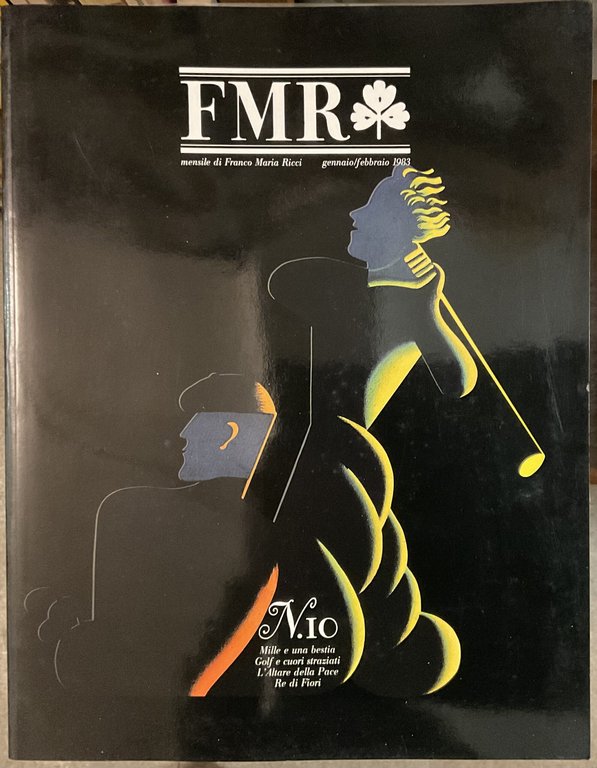 FMR
mensile di Franco Maria Ricci gennaio/febbraio 1983
N.10
Mille e una bestia
Golf e cuori straziati
L'Altare della Pace
Re di Fiori